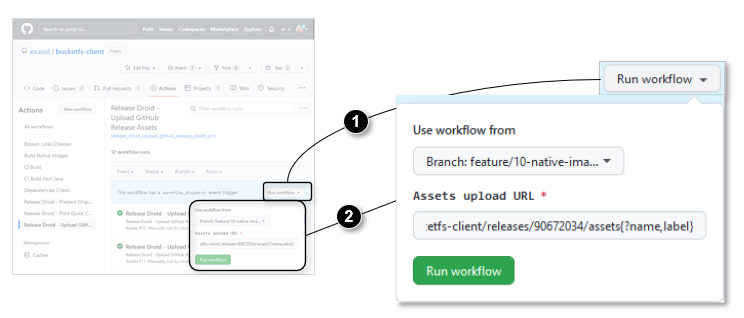 Search or jump to...
Pulls Issues Codespaces Marketplace Explore
exasol / bucketfs-client Public
Edit Pins Watch 1 Fork 0 Star 2
Code Issues 2 Pull requests 1 Actions Projects 1 Wiki Security
Actions New workflow
All workflows
Broken Links Checker
Build Native Images
CI Build
CI Build next Java
Dependencies Check
Release Droid - Prepare Origi...
Release Droid - Print Quick C...
Release Droid - Upload GitH...
Management
Caches
Release Droid -
Upload GitHub
Release Assets
release_droid_upload_github_release_assets.yml
Filter workflow runs
12 workflow runs
Event Status Branch Actor
This workflow has a workflow_dispatch event trigger. Run workflow
Release Droid - Upload
Release Droid - Upload GitHub
Assets #12: Manually run by
Release Droid - Upload
Release Droid - Upload GitHub
Assets #11: Manually run by
Use workflow from
Branch: feature/10-native-ima...
Assets upload URL *
etfs-client/releases/90672034/assets{?name,label}
Run workflow
1
2
Run workflow
Use workflow from
Branch: feature/10-native-ima...
Assets upload URL *
:etfs-client/releases/90672034/assets{?name,label}
Run workflow